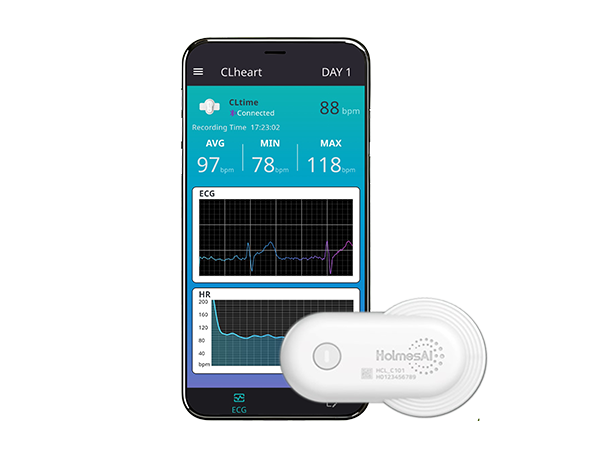 CLheart DAY 1
CLtime
Connected
88 bpm
Recording Time 17:23:02
AVG MIN MAX
97 bpm 78 bpm 118 bpm
ECG
HR
200
160
120
80
40
bpm
HolmesAI
HCL_C101
ECG